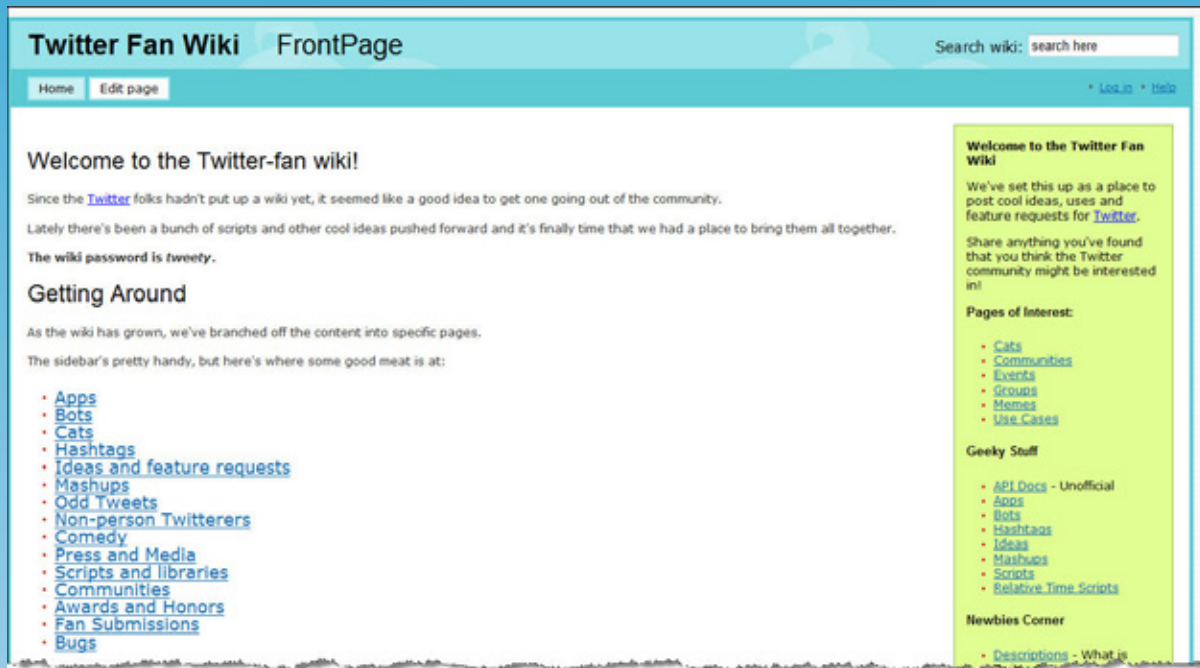 Twitter Fan Wiki FrontPage
Search wiki: search here
Home Edit page
Log in Help
Welcome to the Twitter-fan wiki!
Since the Twitter folks hadn't put up a wiki yet, it seemed like a good idea to get one going out of the community.
Lately there's been a bunch of scripts and other cool ideas pushed forward and it's finally time that we had a place to bring them all together.
The wiki password is tweety.
Getting Around
As the wiki has grown, we've branched off the content into specific pages.
The sidebar's pretty handy, but here's where some good meat is at:
Apps
Bots
Cats
Hashtags
Ideas and feature requests
Mashups
Odd Tweets
Non-person Twitterers
Comedy
Press and Media
Scripts and libraries
Communities
Awards and Honors
Fan Submissions
Bugs
Welcome to the Twitter Fan
Wiki
We've set this up as a place to
post cool ideas, uses and
feature requests for Twitter.
Share anything you've found
that you think the Twitter
community might be interested
in!
Pages of Interest:
Cats
Communities
Events
Groups
Memes
Use Cases
Geeky Stuff
API Docs - Unofficial
Apps
Bots
Hashtags
Ideas
Mashups
Scripts
Relative Time Scripts
Newbies Corner
Descriptions - What is